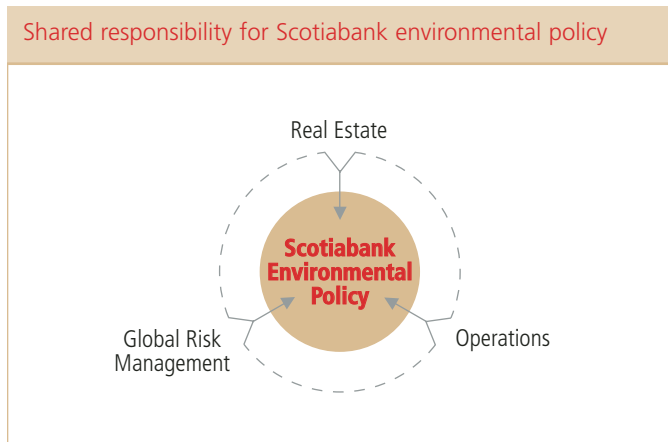 Shared responsibility for Scotiabank environmental policy
Real Estate
Scotiabank
Environmental
Policy
Global Risk
Management
Operations